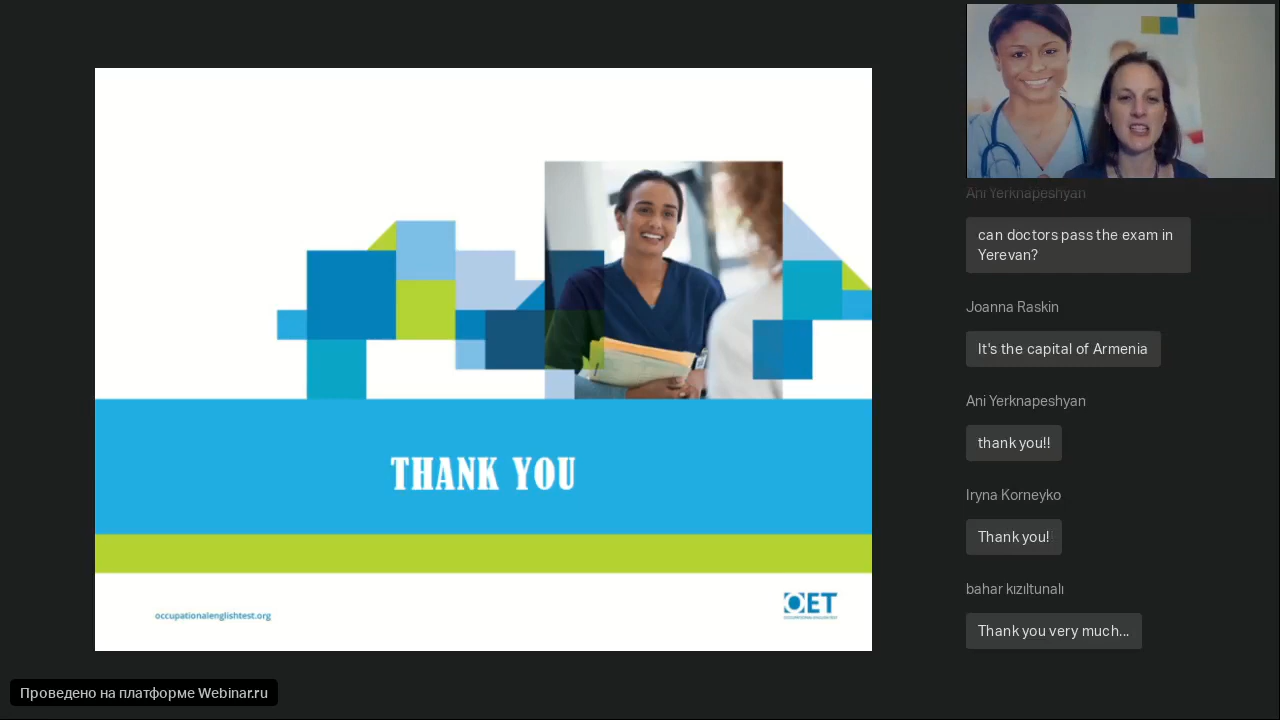 THANK YOU
occupationalenglishtest.org
OET
Ani Yerknapeshyan
can doctors pass the exam in
Yerevan?
Joanna Raskin
It's the capital of Armenia
Ani Yerknapeshyan
thank you!!
Iryna Korneyko
Thank you!
bahar kızıltunalı
Thank you very much...
Проведено на платформе Webinar.ru